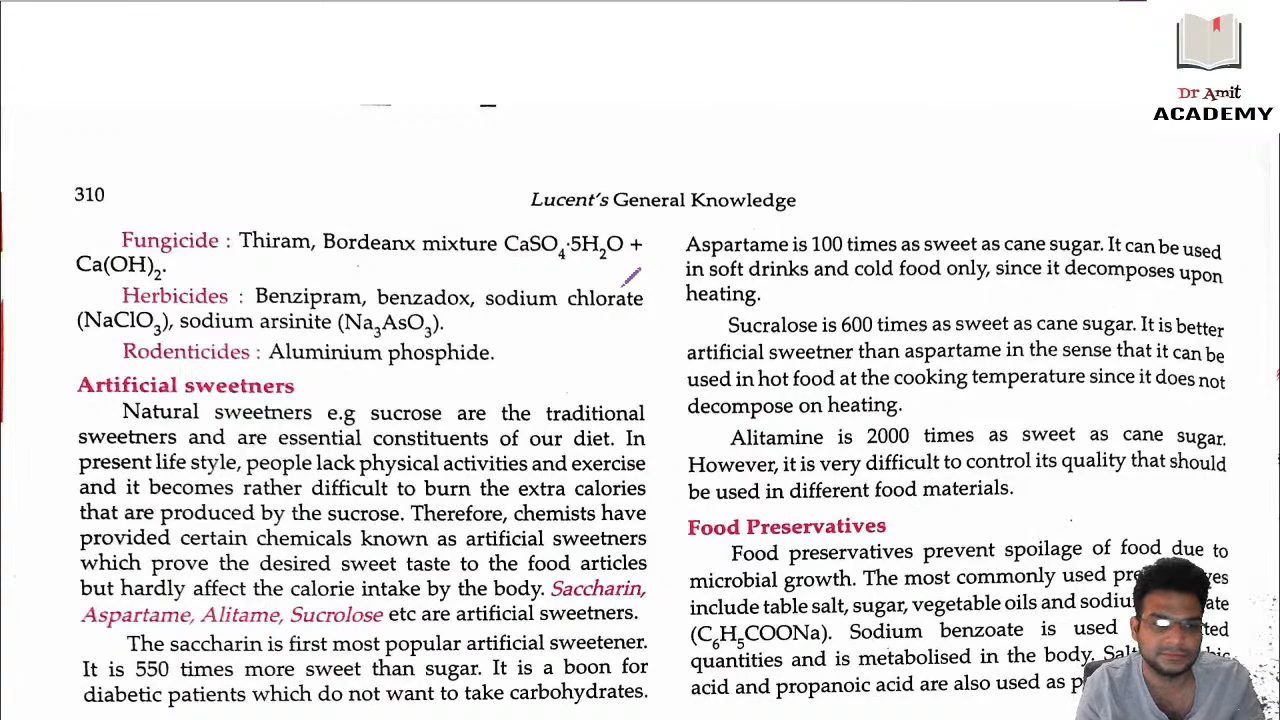 Dr Amit
ACADEMY
310
Lucent's General Knowledge
Fungicide : Thiram, Bordeanx mixture CaSO₄·5H₂O +
Ca(OH)₂.
Herbicides : Benzipram, benzadox, sodium chlorate
(NaClO₃), sodium arsinite (Na₃AsO₃).
Rodenticides : Aluminium phosphide.
Artificial sweetners
Natural sweetners e.g sucrose are the traditional
sweetners and are essential constituents of our diet. In
present life style, people lack physical activities and exercise
and it becomes rather difficult to burn the extra calories
that are produced by the sucrose. Therefore, chemists have
provided certain chemicals known as artificial sweetners
which prove the desired sweet taste to the food articles
but hardly affect the calorie intake by the body. Saccharin,
Aspartame, Alitame, Sucrolose etc are artificial sweetners.
The saccharin is first most popular artificial sweetener.
It is 550 times more sweet than sugar. It is a boon for
diabetic patients which do not want to take carbohydrates.
Aspartame is 100 times as sweet as cane sugar. It can be used
in soft drinks and cold food only, since it decomposes upon
heating.
Sucralose is 600 times as sweet as cane sugar. It is better
artificial sweetner than aspartame in the sense that it can be
used in hot food at the cooking temperature since it does not
decompose on heating.
Alitamine is 2000 times as sweet as cane sugar.
However, it is very difficult to control its quality that should
be used in different food materials.
Food Preservatives
Food preservatives prevent spoilage of food due to
microbial growth. The most commonly used
include table salt, sugar, vegetable oils and
(C₆H₅COONa). Sodium benzoate is used
quantities and is metabolised in the body.
acid and propanoic acid are also used as